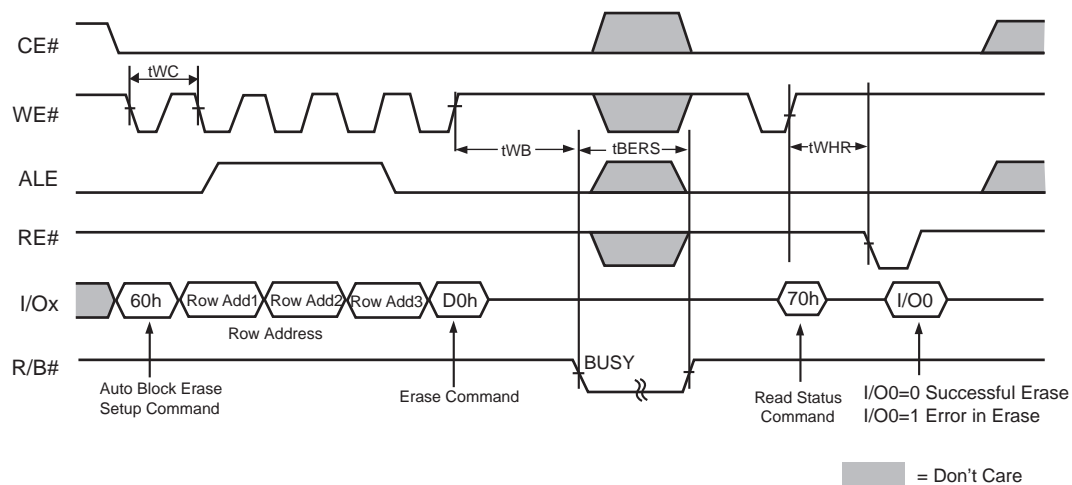 CE#
tWC
WE#
tWB
tBERS
tWHR
ALE
RE#
I/Ox
60h
Row Add1
Row Add2
Row Add3
D0h
70h
I/O0
Row Address
R/B#
BUSY
Auto Block Erase
Setup Command
Erase Command
Read Status
Command
I/O0=0 Successful Erase
I/O0=1 Error in Erase
= Don't Care